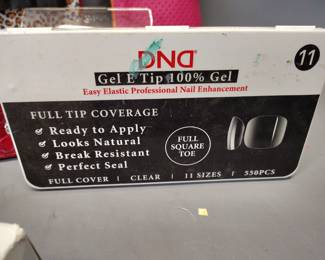 DND
11
Gel E Tip 100% Gel
Easy Elastic Professional Nail Enhancement
FULL TIP COVERAGE
Ready to Apply
Looks Natural
Break Resistant
Perfect Seal
FULL
SQUARE
TOE
FULL COVER | CLEAR | 11 SIZES | 550PCS